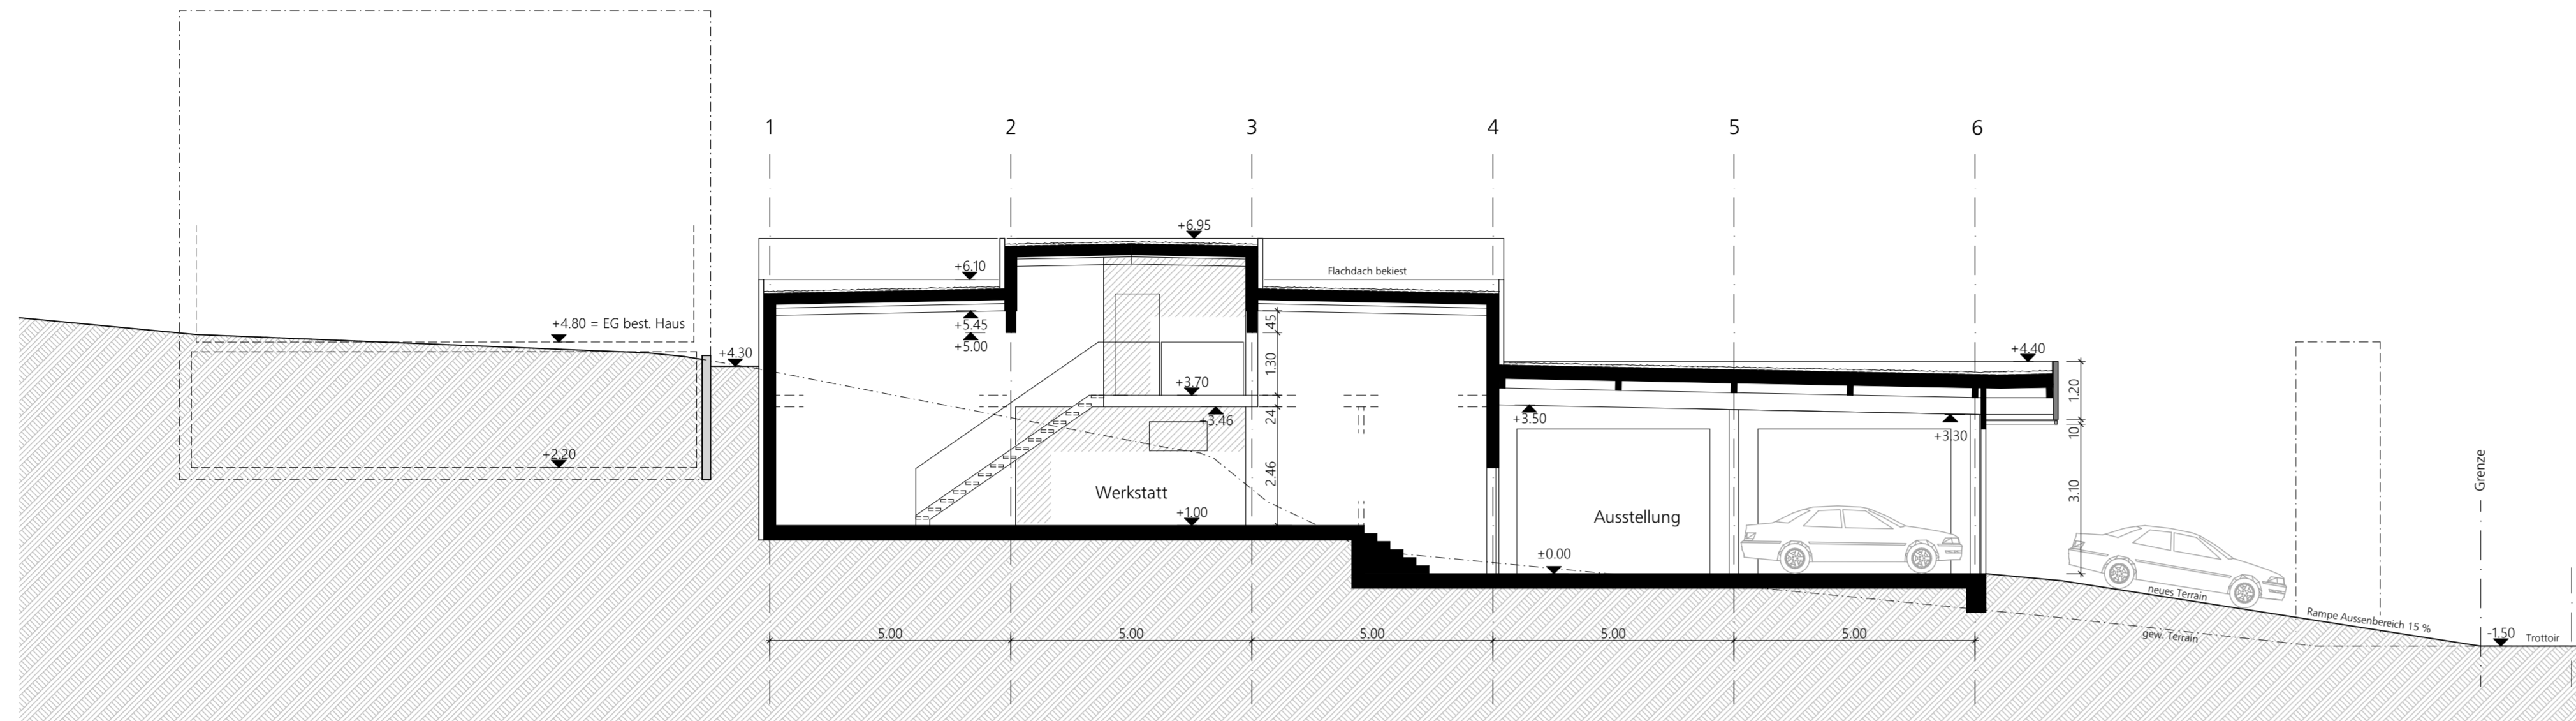 1 2 3 4 5 6
+6.95
+6.10
Flachdach bekiest
+4.80 = EG best. Haus
+5.45
45
+5.00
+4.30
+4.40
1.30
+3.70
1.20
24
+3.46
+3.50
+3.30
10
+2.20
2.46
Werkstatt
3.10
Grenze
+1.00
Ausstellung
±0.00
neues Terrain
Rampe Aussenbereich 15 %
gew. Terrain
-1.50
Trottoir
5.00 5.00 5.00 5.00 5.00